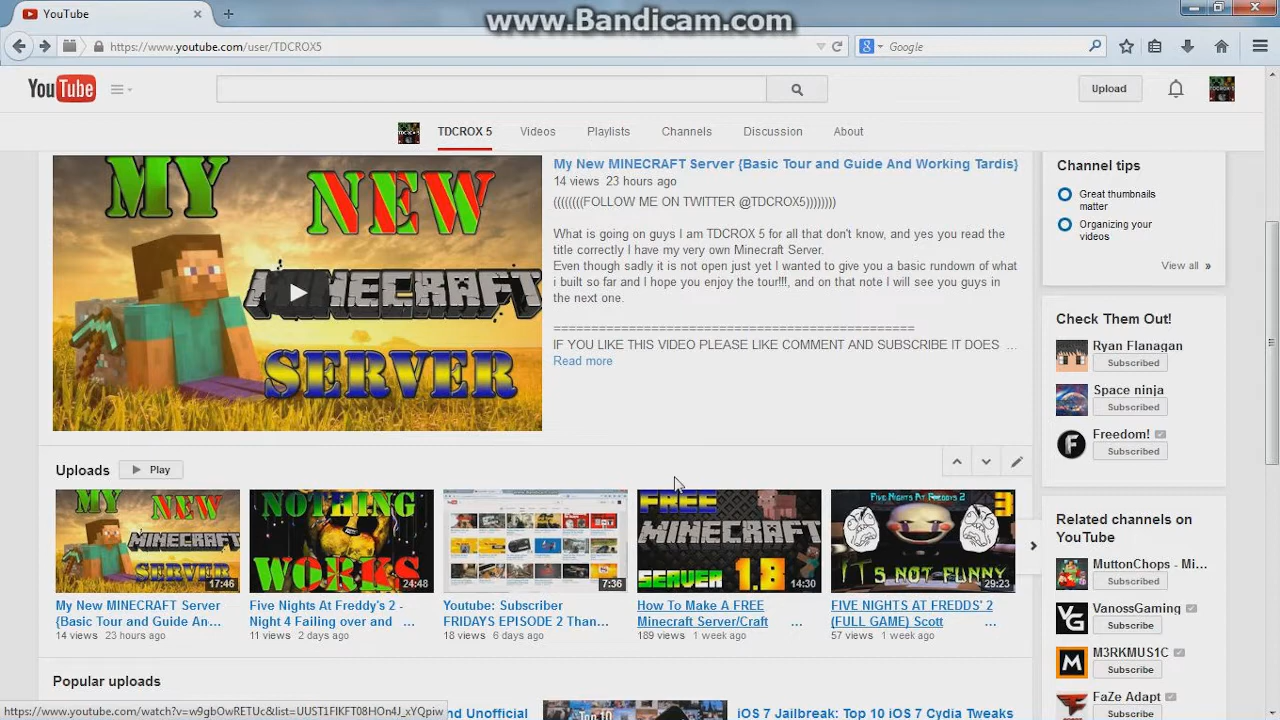 www.Bandicam.com
YouTube
https://www.youtube.com/user/TDCROX5
Google
YouTube
Upload
TDCROX 5
Videos
Playlists
Channels
Discussion
About
MY NEW MINECRAFT SERVER
My New MINECRAFT Server {Basic Tour and Guide And Working Tardis}
14 views 23 hours ago
((((((((FOLLOW ME ON TWITTER @TDCROX5))))))))
What is going on guys I am TDCROX 5 for all that don't know, and yes you read the
title correctly I have my very own Minecraft Server.
Even though sadly it is not open just yet I wanted to give you a basic rundown of what
i built so far and I hope you enjoy the tour!!!, and on that note I will see you guys in
the next one.
===============================================
IF YOU LIKE THIS VIDEO PLEASE LIKE COMMENT AND SUBSCRIBE IT DOES ...
Read more
Channel tips
Great thumbnails
matter
Organizing your
videos
View all »
Check Them Out!
Ryan Flanagan
Subscribed
Space ninja
Subscribed
Freedom!
Subscribed
Uploads
Play
MY NEW MINECRAFT SERVER
17:46
My New MINECRAFT Server
{Basic Tour and Guide An...
14 views 23 hours ago
NOTHING WORKS
24:48
Five Nights At Freddy's 2 -
Night 4 Failing over and ...
11 views 2 days ago
7:36
Youtube: Subscriber
FRIDAYS EPISODE 2 Than...
18 views 6 days ago
FREE MINECRAFT SERVER 1.8
14:30
How To Make A FREE
Minecraft Server/Craft ...
189 views 1 week ago
FIVE NIGHTS AT FREDDYS 2 3
IT'S NOT FUNNY
29:23
FIVE NIGHTS AT FREDDS' 2
(FULL GAME) Scott ...
57 views 1 week ago
Related channels on
YouTube
MuttonChops - Mi...
Subscribed
VanossGaming
Subscribe
M3RKMUS1C
Subscribe
FaZe Adapt
Subscribe
Popular uploads
nd Unofficial
Top 10
iOS 7 Jailbreak: Top 10 iOS 7 Cydia Tweaks